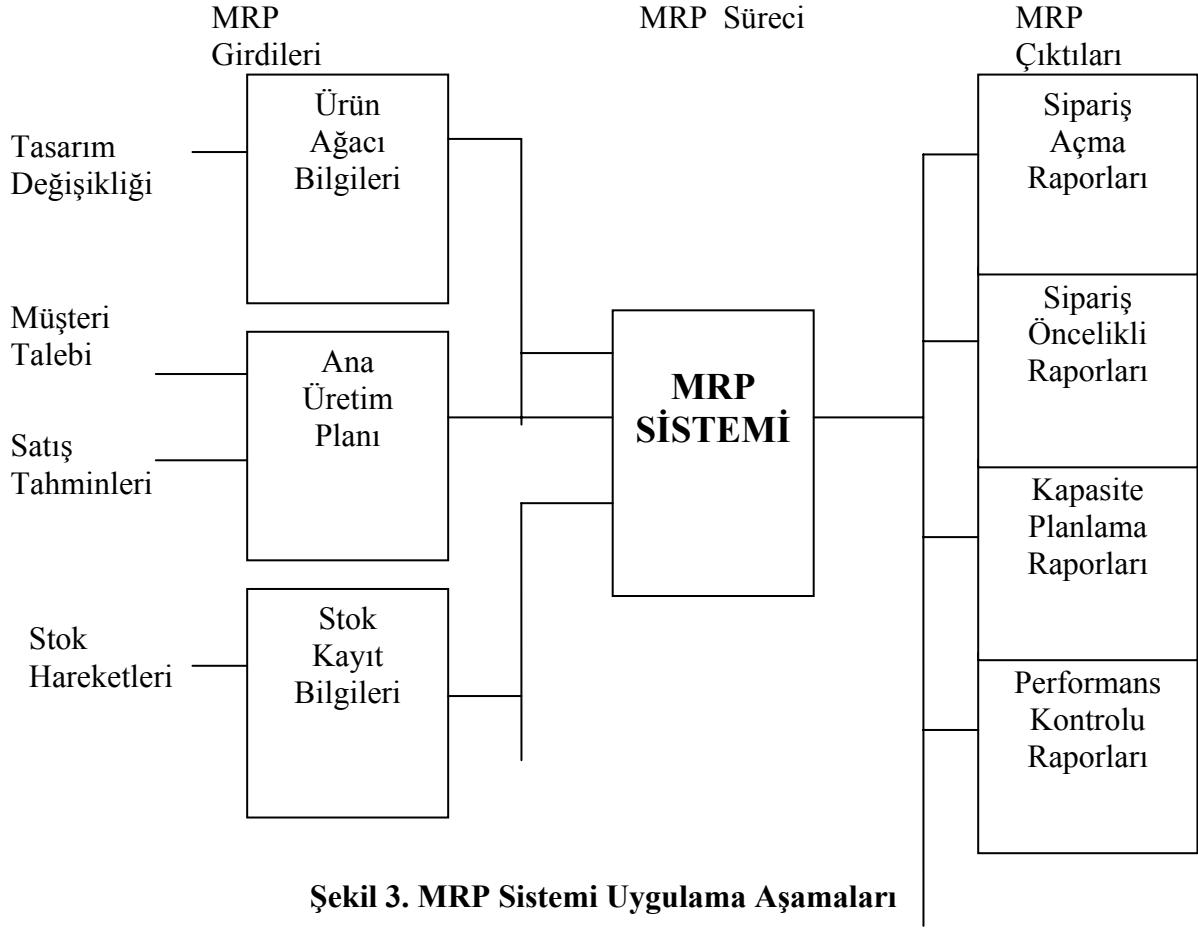 MRP
Girdileri
MRP Süreci
MRP
Çıktıları
Tasarım
Değişikliği
Ürün
Ağacı
Bilgileri
Müşteri
Talebi
Satış
Tahminleri
Ana
Üretim
Planı
Stok
Hareketleri
Stok
Kayıt
Bilgileri
MRP
SİSTEMİ
Sipariş
Açma
Raporları
Sipariş
Öncelikli
Raporları
Kapasite
Planlama
Raporları
Performans
Kontrolu
Raporları
Şekil 3. MRP Sistemi Uygulama Aşamaları